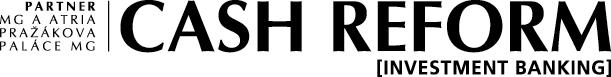 PARTNER
MG A ATRIA
PRAŽÁKOVA
PALÁCE MG
CASH REFORM
[INVESTMENT BANKING]